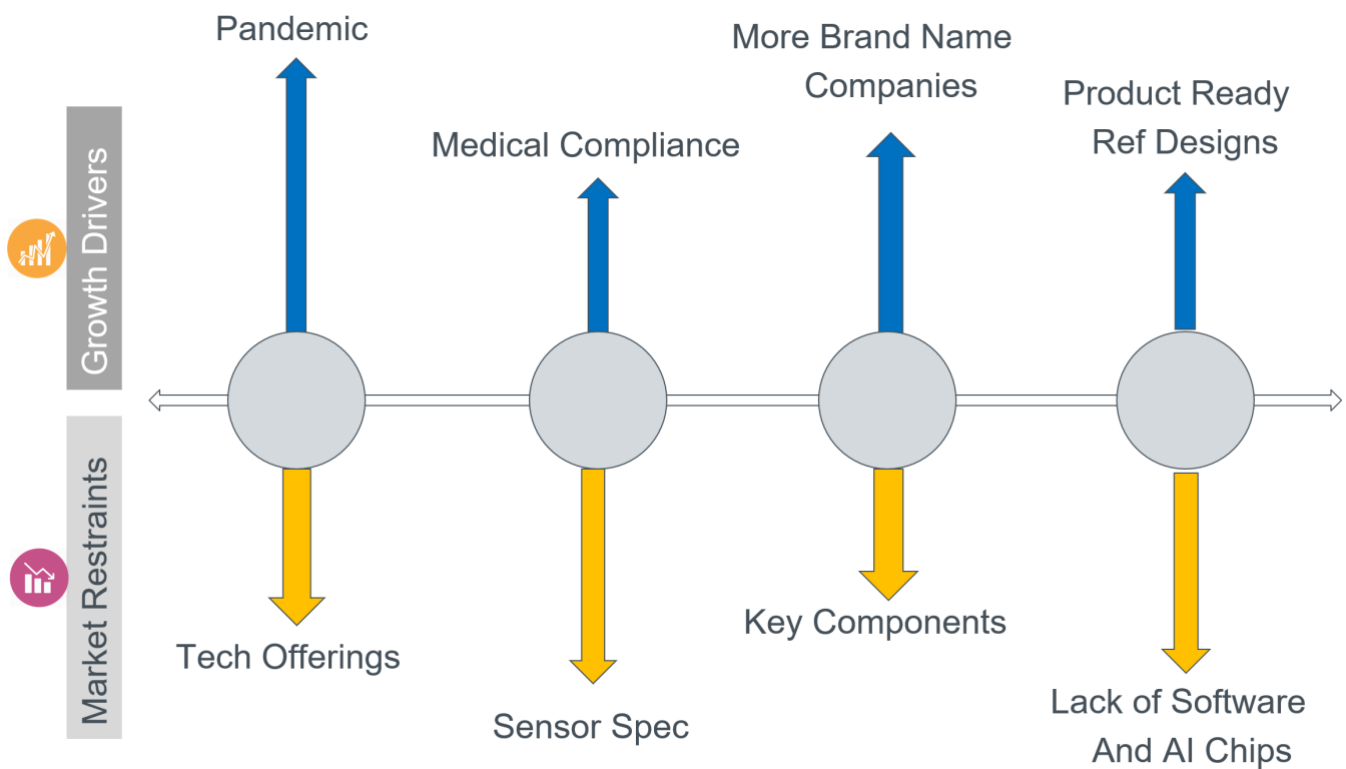 Pandemic
More Brand Name
Companies
Product Ready
Ref Designs
Medical Compliance
Growth Drivers
Market Restraints
Tech Offerings
Sensor Spec
Key Components
Lack of Software
And AI Chips